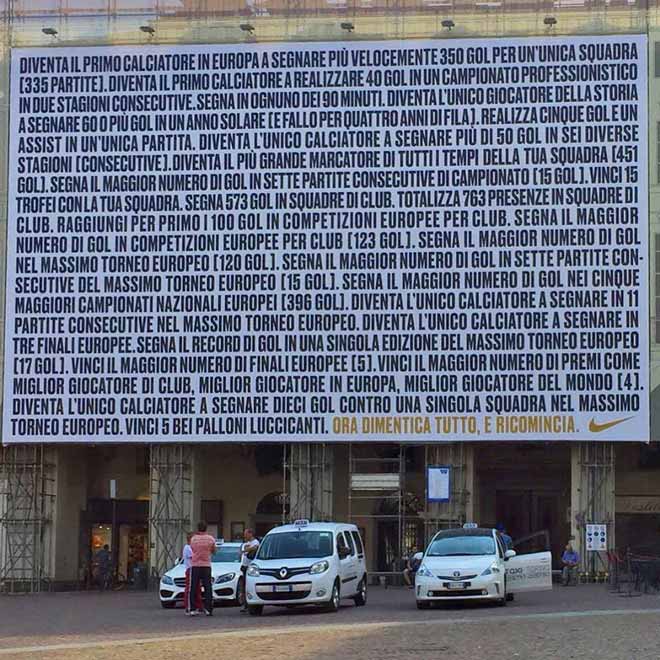 DIVENTA IL PRIMO CALCIATORE IN EUROPA A SEGNARE PIÙ VELOCEMENTE 350 GOL PER UN'UNICA SQUADRA
[335 PARTITE]. DIVENTA IL PRIMO CALCIATORE A REALIZZARE 40 GOL IN UN CAMPIONATO PROFESSIONISTICO
IN DUE STAGIONI CONSECUTIVE. SEGNA IN OGNUNO DEI 90 MINUTI. DIVENTA L'UNICO GIOCATORE DELLA STORIA
A SEGNARE 60 O PIÙ GOL IN UN ANNO SOLARE [E FALLO PER QUATTRO ANNI DI FILA]. REALIZZA CINQUE GOL E UN
ASSIST IN UN'UNICA PARTITA. DIVENTA L'UNICO CALCIATORE A SEGNARE PIÙ DI 50 GOL IN SEI DIVERSE
STAGIONI [CONSECUTIVE]. DIVENTA IL PIÙ GRANDE MARCATORE DI TUTTI I TEMPI DELLA TUA SQUADRA [451
GOL]. SEGNA IL MAGGIOR NUMERO DI GOL IN SETTE PARTITE CONSECUTIVE DI CAMPIONATO [15 GOL]. VINCI 15
TROFEI CON LA TUA SQUADRA. SEGNA 573 GOL IN SQUADRE DI CLUB. TOTALIZZA 763 PRESENZE IN SQUADRE DI
CLUB. RAGGIUNGI PER PRIMO I 100 GOL IN COMPETIZIONI EUROPEE PER CLUB. SEGNA IL MAGGIOR
NUMERO DI GOL IN COMPETIZIONI EUROPEE PER CLUB [123 GOL]. SEGNA IL MAGGIOR NUMERO DI GOL
NEL MASSIMO TORNEO EUROPEO [120 GOL]. SEGNA IL MAGGIOR NUMERO DI GOL IN SETTE PARTITE CON-
SECUTIVE DEL MASSIMO TORNEO EUROPEO [15 GOL]. SEGNA IL MAGGIOR NUMERO DI GOL NEI CINQUE
MAGGIORI CAMPIONATI NAZIONALI EUROPEI [396 GOL]. DIVENTA L'UNICO CALCIATORE A SEGNARE IN 11
PARTITE CONSECUTIVE NEL MASSIMO TORNEO EUROPEO. DIVENTA L'UNICO CALCIATORE A SEGNARE IN
TRE FINALI EUROPEE. SEGNA IL RECORD DI GOL IN UNA SINGOLA EDIZIONE DEL MASSIMO TORNEO EUROPEO
[17 GOL]. VINCI IL MAGGIOR NUMERO DI FINALI EUROPEE [5]. VINCI IL MAGGIOR NUMERO DI PREMI COME
MIGLIOR GIOCATORE DI CLUB, MIGLIOR GIOCATORE IN EUROPA, MIGLIOR GIOCATORE DEL MONDO [4].
DIVENTA L'UNICO CALCIATORE A SEGNARE DIECI GOL CONTRO UNA SINGOLA SQUADRA NEL MASSIMO
TORNEO EUROPEO. VINCI 5 BEI PALLONI LUCCICANTI. ORA DIMENTICA TUTTO, E RICOMINCIA.
TAXI